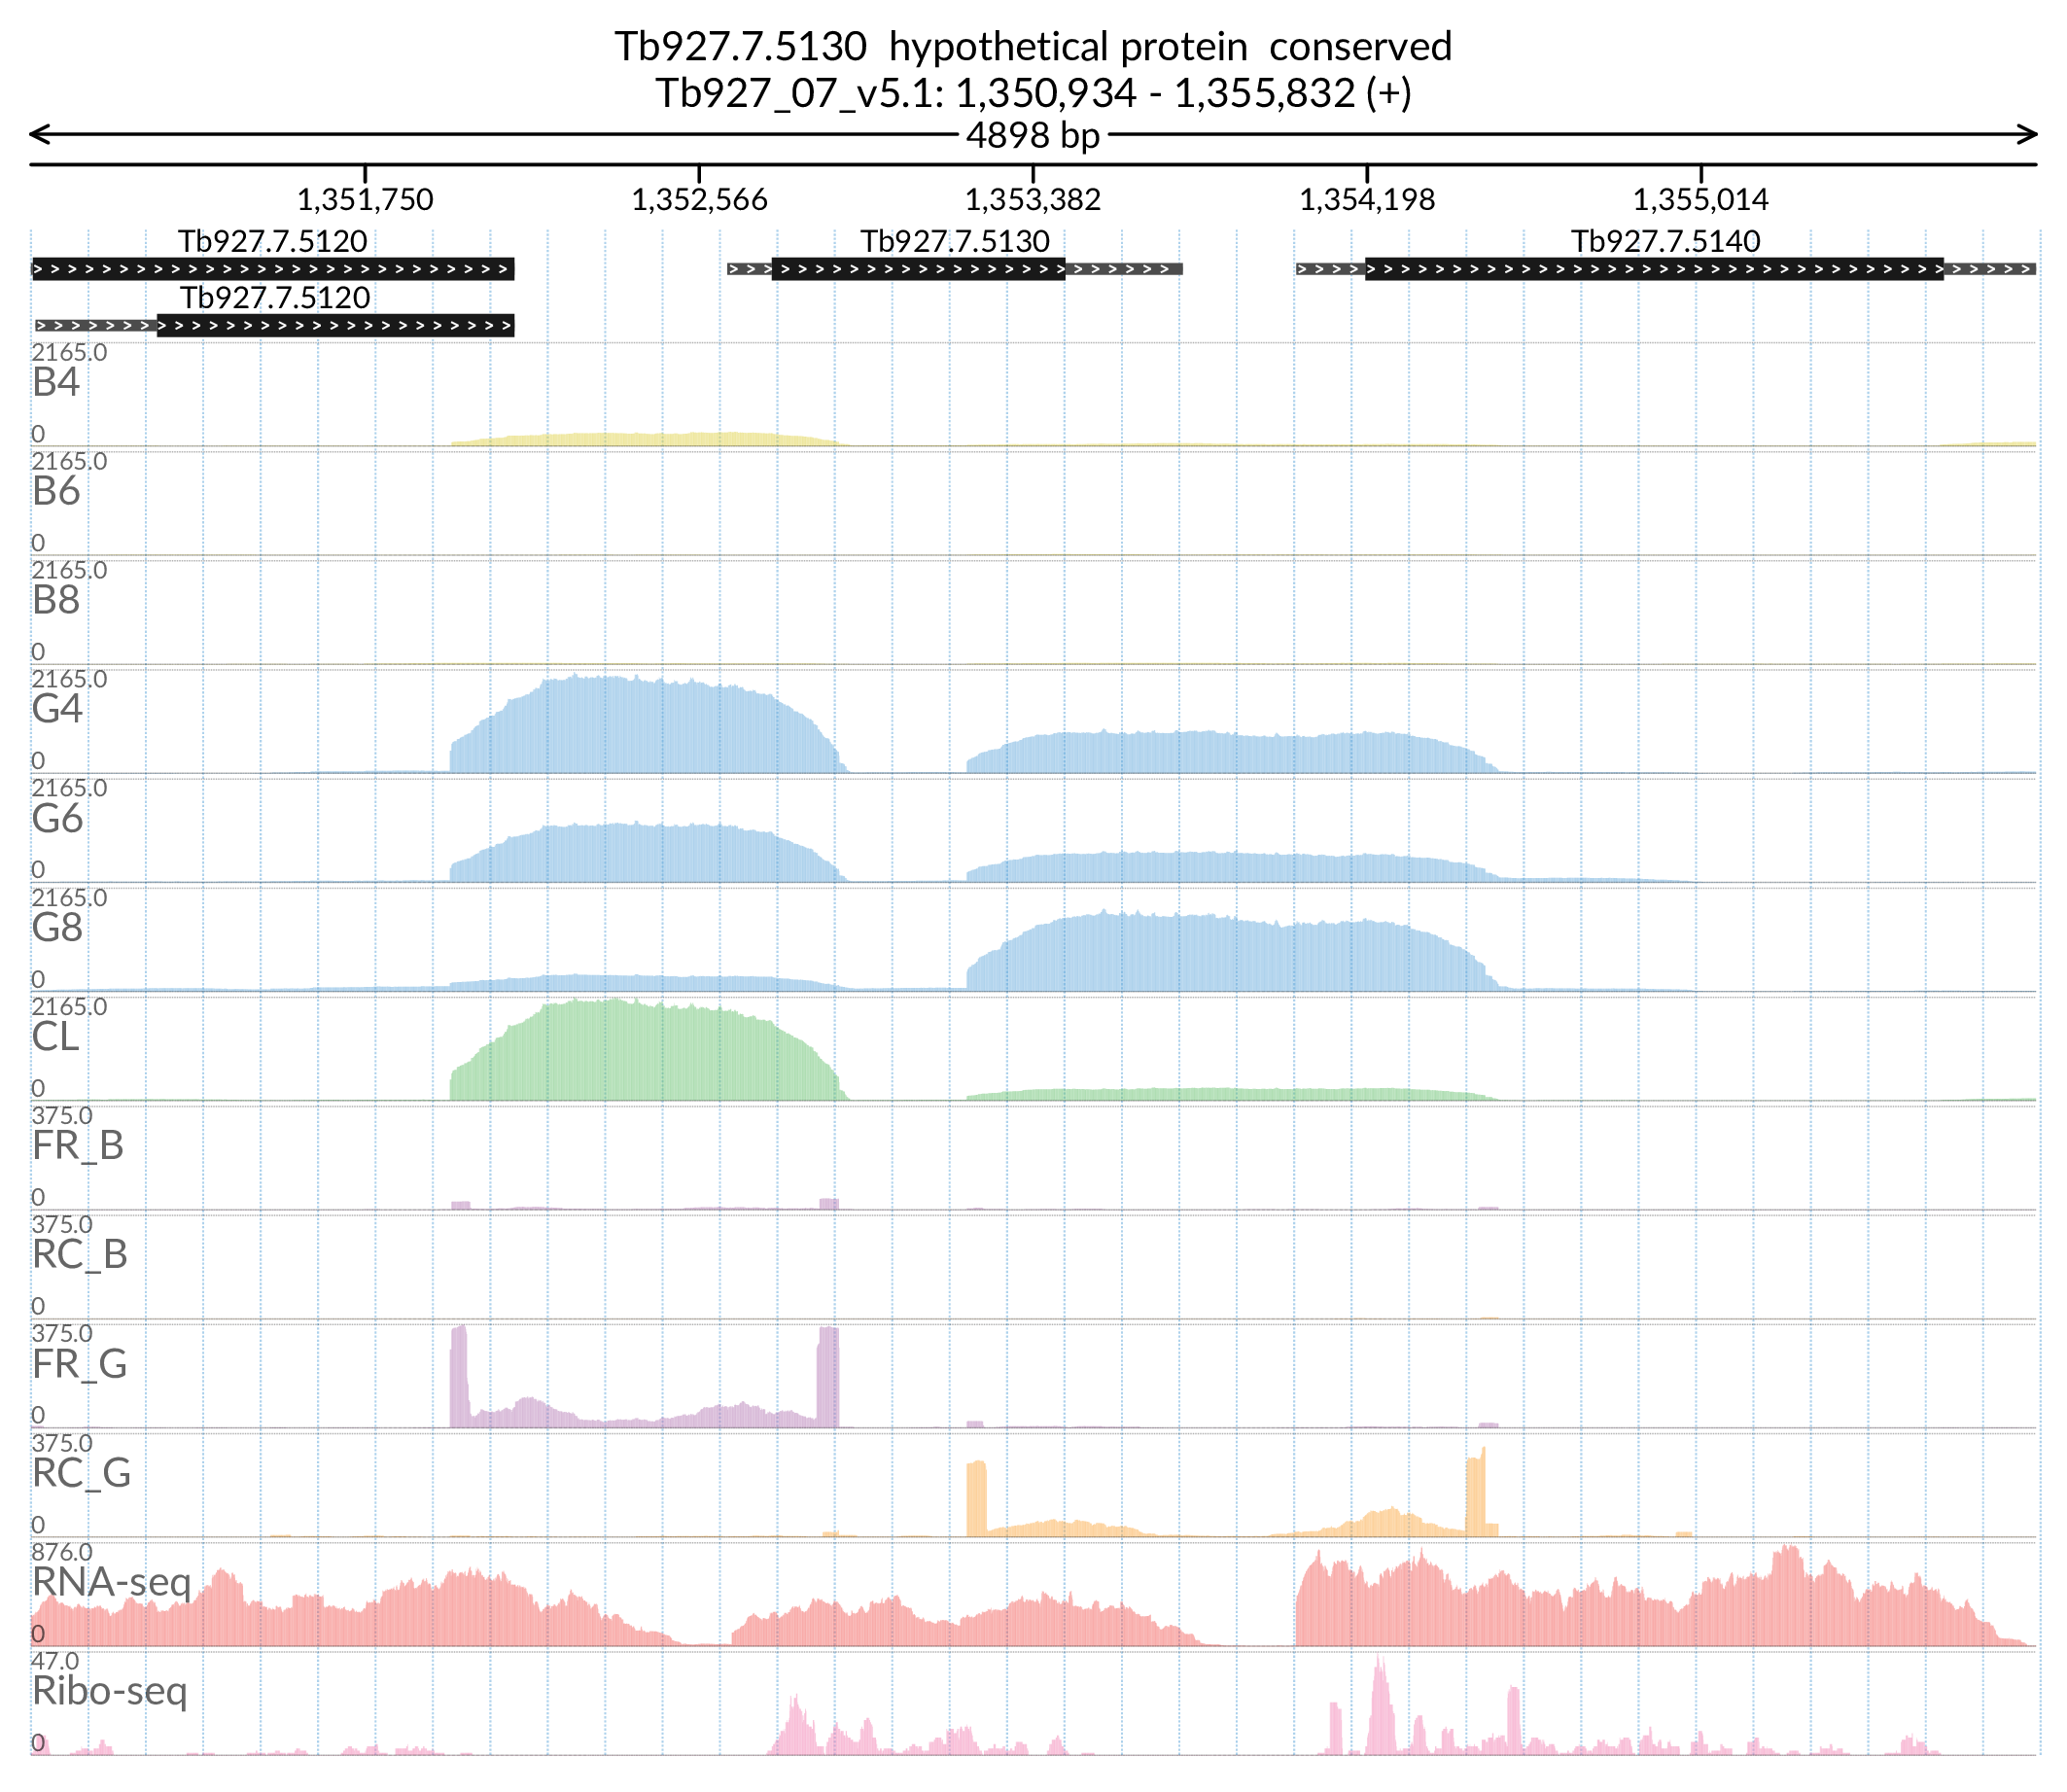 Tb927.7.5130  hypothetical protein  conserved
Tb927_07_v5.1: 1,350,934 - 1,355,832 (+)
4898 bp
1,351,750 1,352,566 1,353,382 1,354,198 1,355,014
Tb927.7.5120 Tb927.7.5130 Tb927.7.5140
Tb927.7.5120
2165.0
B4
0
2165.0
B6
0
2165.0
B8
0
2165.0
G4
0
2165.0
G6
0
2165.0
G8
0
2165.0
CL
0
375.0
FR_B
0
375.0
RC_B
0
375.0
FR_G
0
375.0
RC_G
0
876.0
RNA-seq
0
47.0
Ribo-seq
0